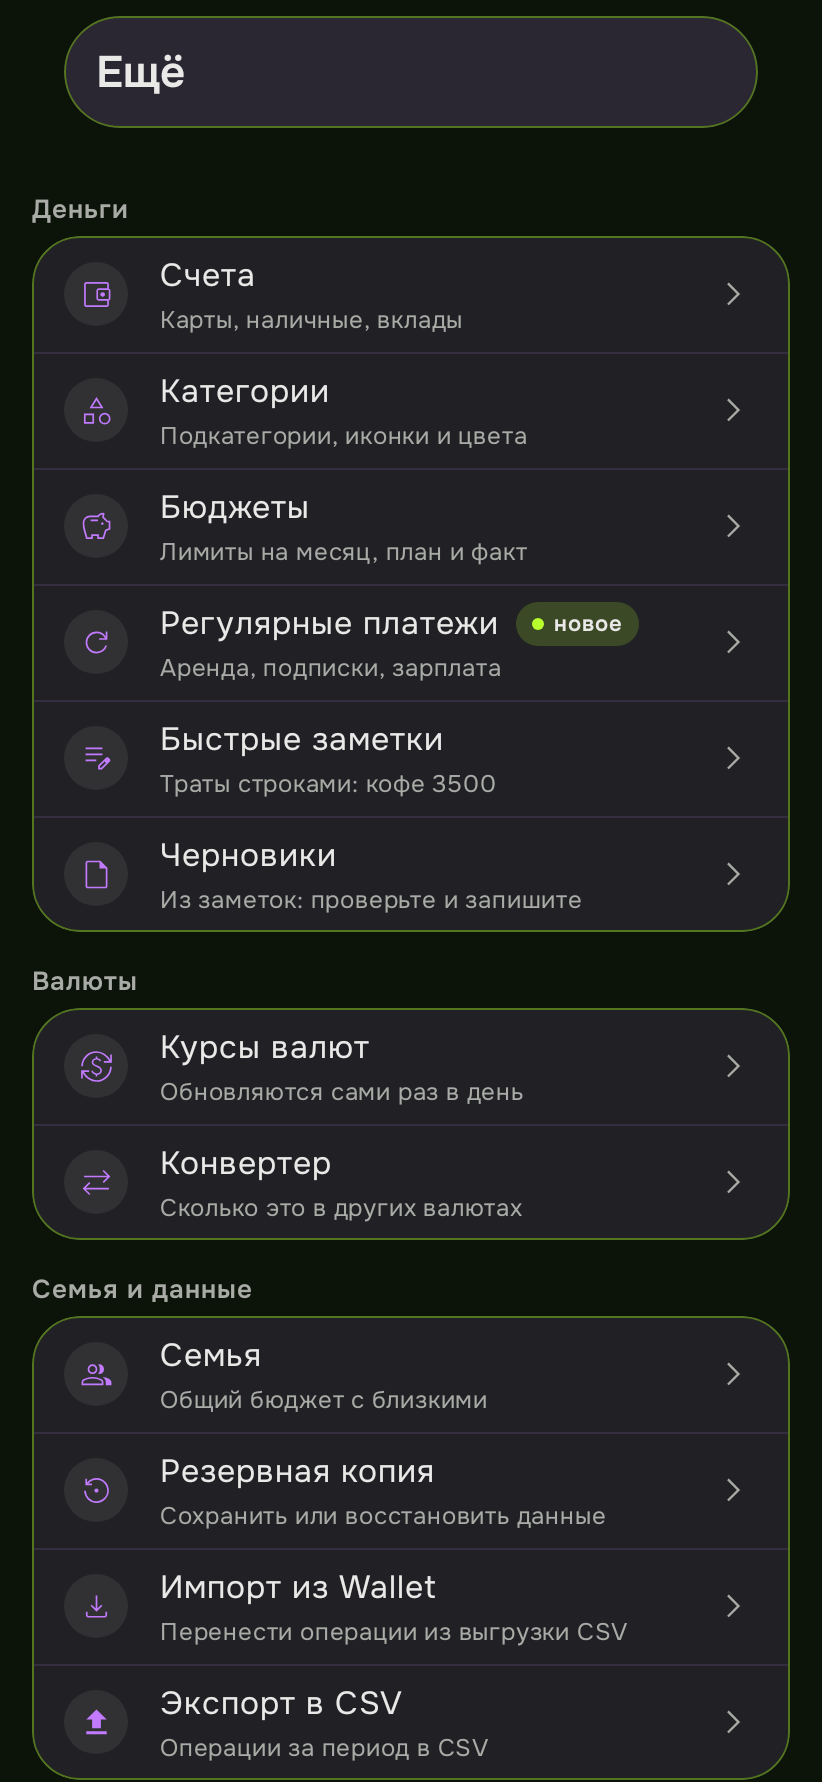 Ещё
Деньги
Счета
Карты, наличные, вклады
Категории
Подкатегории, иконки и цвета
Бюджеты
Лимиты на месяц, план и факт
Регулярные платежи новое
Аренда, подписки, зарплата
Быстрые заметки
Траты строками: кофе 3500
Черновики
Из заметок: проверьте и запишите
Валюты
Курсы валют
Обновляются сами раз в день
Конвертер
Сколько это в других валютах
Семья и данные
Семья
Общий бюджет с близкими
Резервная копия
Сохранить или восстановить данные
Импорт из Wallet
Перенести операции из выгрузки CSV
Экспорт в CSV
Операции за период в CSV